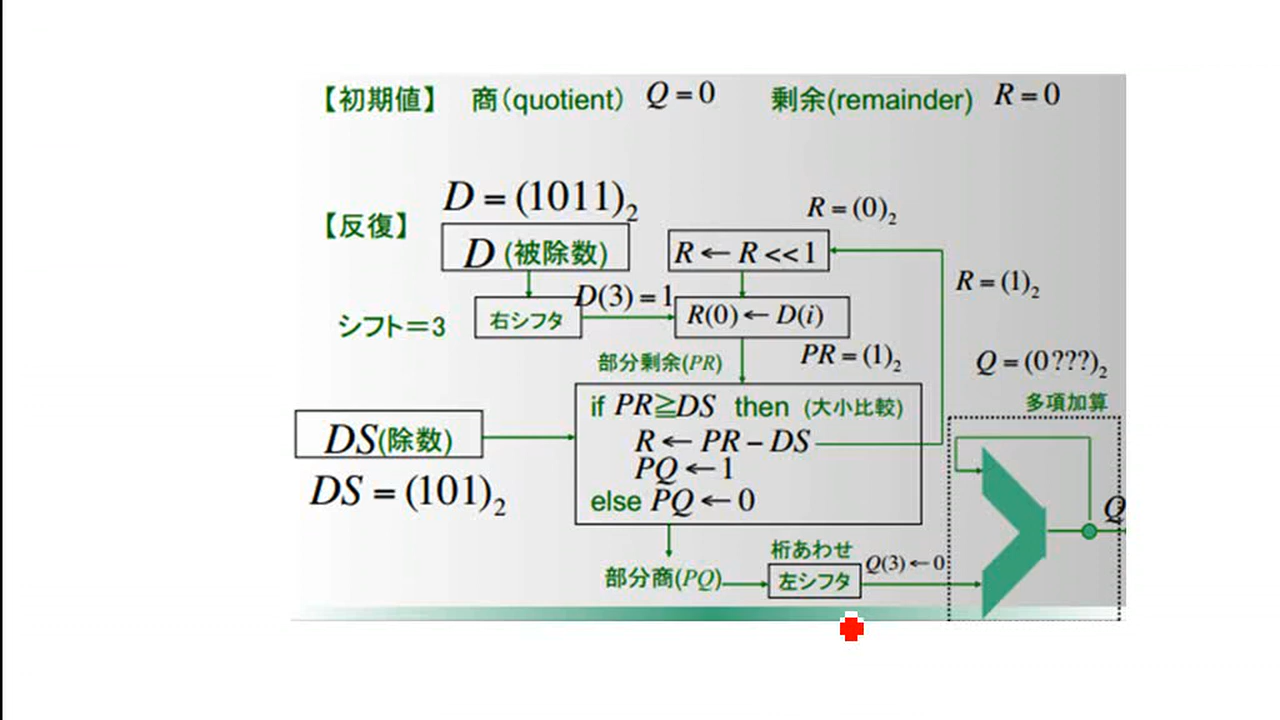 【初期値】 商(quotient) Q = 0 剰余(remainder) R = 0
D = (1011)₂
【反復】
R = (0)₂
D (被除数)
R ← R << 1
R = (1)₂
D(3) = 1
シフト=3
右シフタ
R(0) ← D(i)
部分剰余(PR)
PR = (1)₂
Q = (0???)₂
多項加算
if PR≧DS then (大小比較)
DS(除数)
R ← PR − DS
PQ ← 1
DS = (101)₂
else PQ ← 0
Q
桁あわせ
部分商(PQ)
左シフタ
Q(3) ← 0